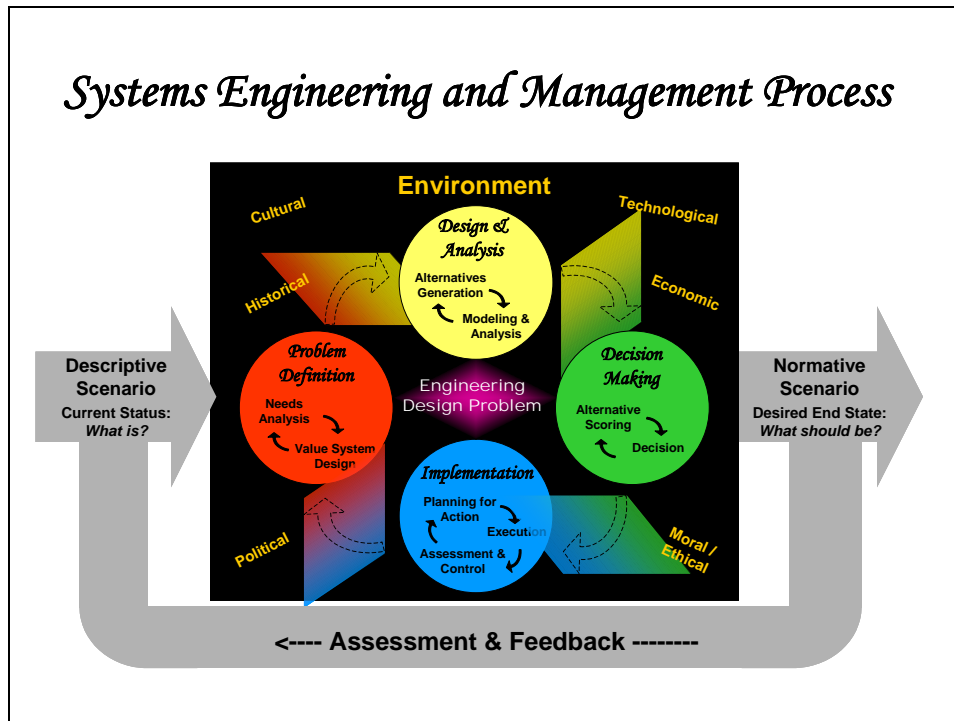 Systems Engineering and Management Process
Environment
Cultural
Technological
Historical
Economic
Design &
Analysis
Alternatives
Generation
Modeling &
Analysis
Descriptive
Scenario
Current Status:
What is?
Problem
Definition
Needs
Analysis
Value System
Design
Engineering
Design Problem
Decision
Making
Alternative
Scoring
Decision
Normative
Scenario
Desired End State:
What should be?
Implementation
Planning for
Action
Execution
Assessment &
Control
Political
Moral /
Ethical
<---- Assessment & Feedback --------